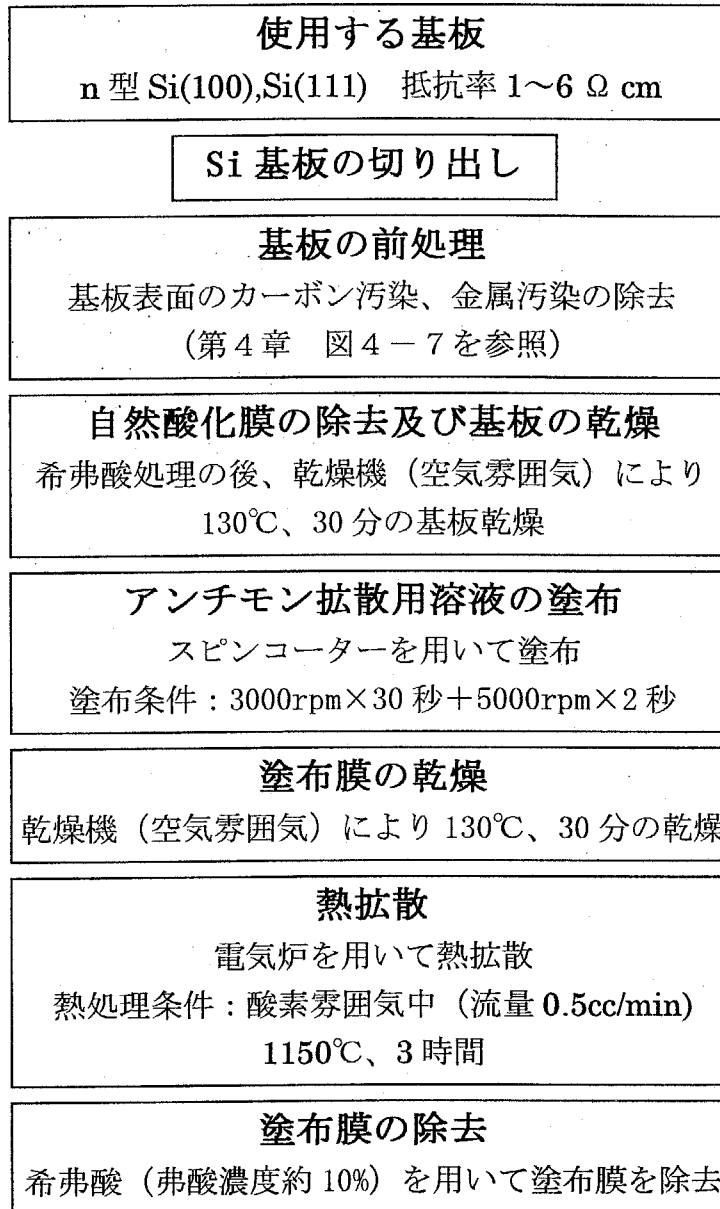 使用する基板
n 型 Si(100),Si(111)　抵抗率 1～6 Ω cm
Si 基板の切り出し
基板の前処理
基板表面のカーボン汚染、金属汚染の除去
(第４章　図４－７を参照)
自然酸化膜の除去及び基板の乾燥
希弗酸処理の後、乾燥機（空気雰囲気）により
130℃、30 分の基板乾燥
アンチモン拡散用溶液の塗布
スピンコーターを用いて塗布
塗布条件：3000rpm×30 秒＋5000rpm×2 秒
塗布膜の乾燥
乾燥機（空気雰囲気）により 130℃、30 分の乾燥
熱拡散
電気炉を用いて熱拡散
熱処理条件：酸素雰囲気中（流量 0.5cc/min)
1150℃、3 時間
塗布膜の除去
希弗酸（弗酸濃度約 10%）を用いて塗布膜を除去